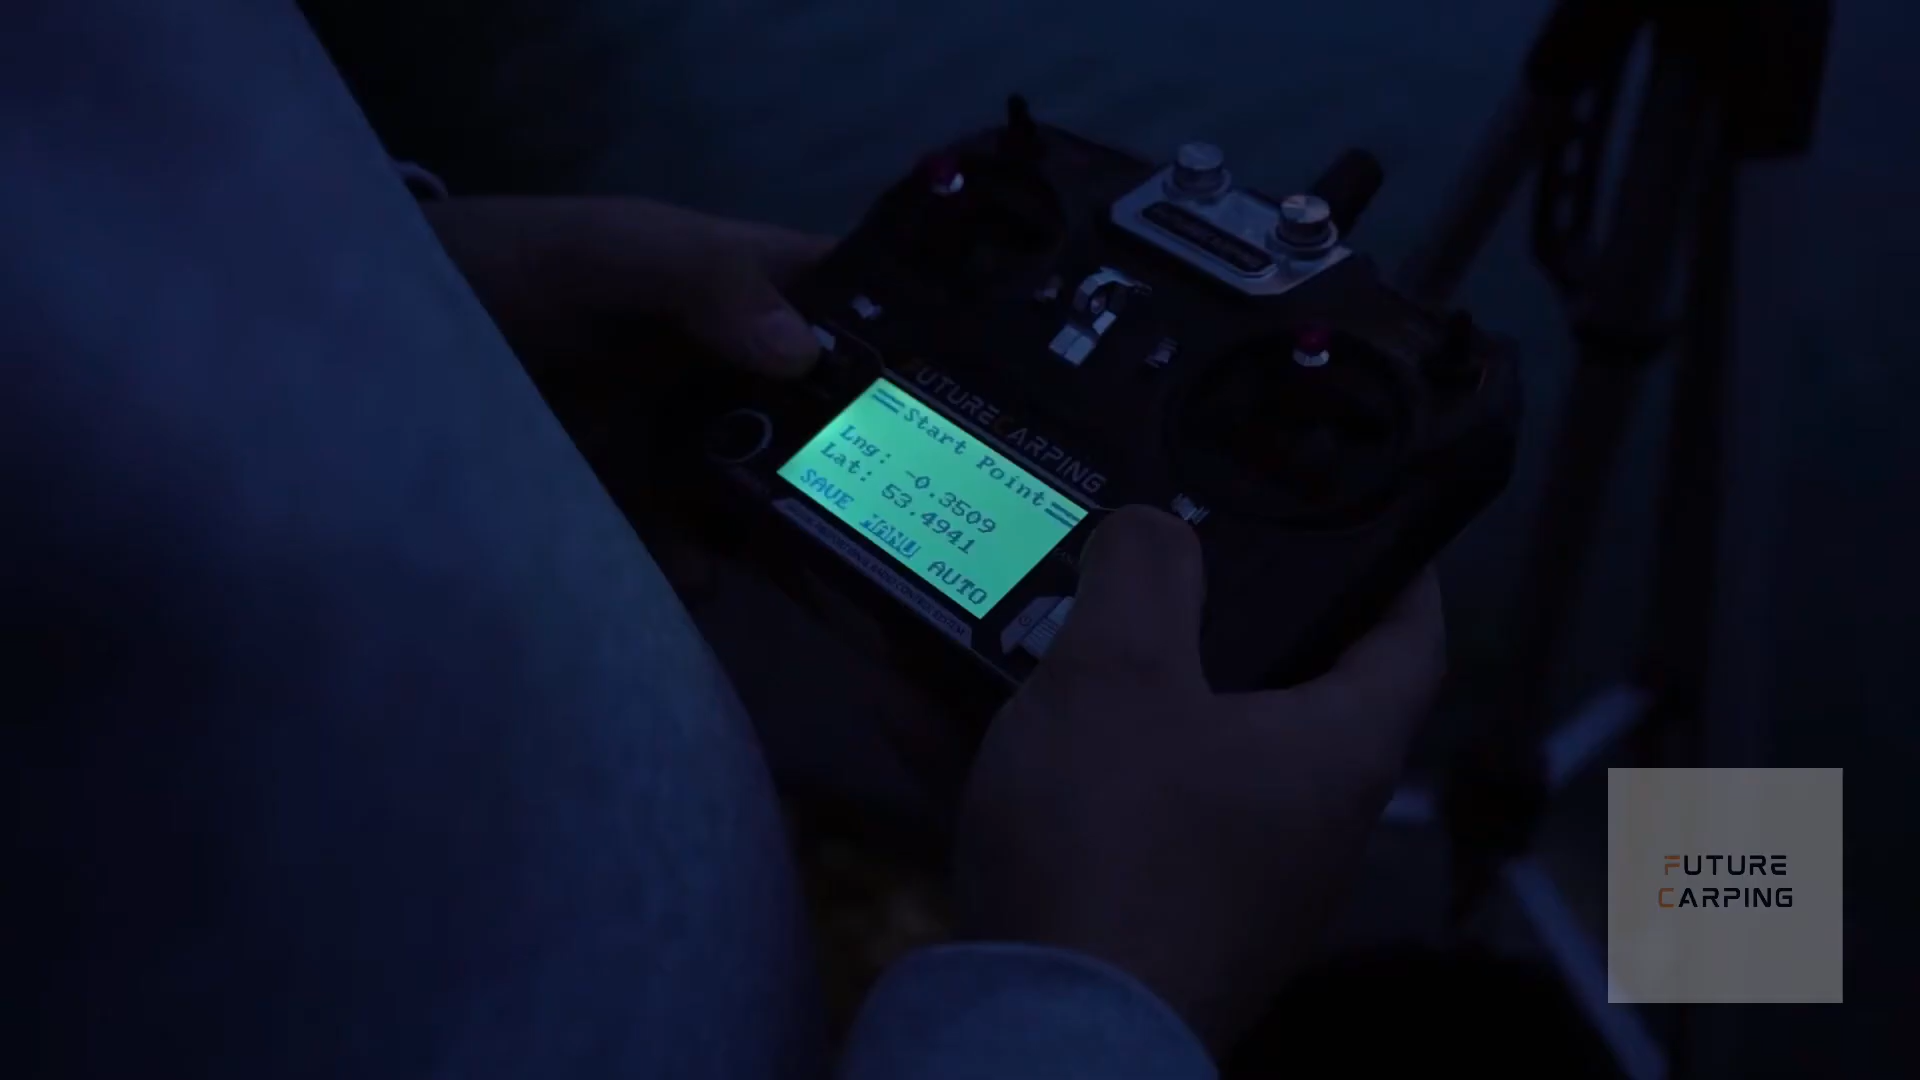 FUTURECARPING
Start Point
Lng: -0.3509
Lat: 53.4941
SAVE MANU AUTO
FUTURE
CARPING